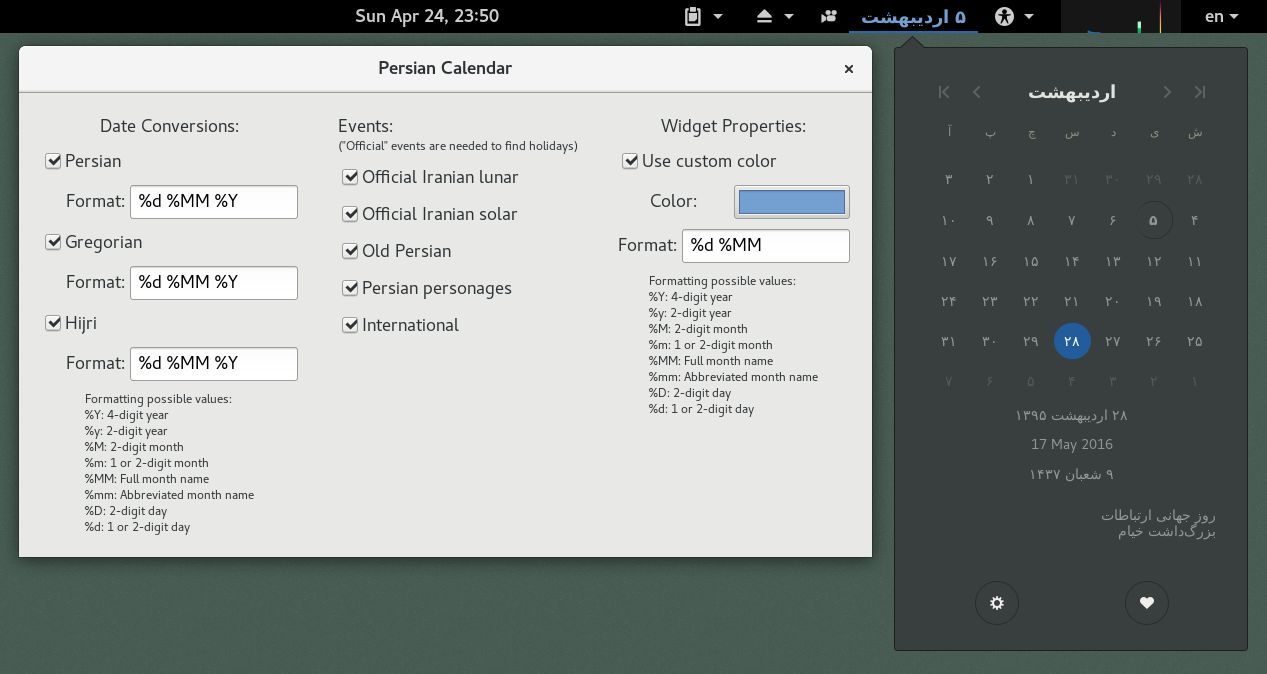 Sun Apr 24, 23:50
۵ اردیبهشت
en
Persian Calendar
Date Conversions:
Persian
Format: %d %MM %Y
Gregorian
Format: %d %MM %Y
Hijri
Format: %d %MM %Y
Formatting possible values:
%Y: 4-digit year
%y: 2-digit year
%M: 2-digit month
%m: 1 or 2-digit month
%MM: Full month name
%mm: Abbreviated month name
%D: 2-digit day
%d: 1 or 2-digit day
Events:
("Official" events are needed to find holidays)
Official Iranian lunar
Official Iranian solar
Old Persian
Persian personages
International
Widget Properties:
Use custom color
Color:
Format: %d %MM
Formatting possible values:
%Y: 4-digit year
%y: 2-digit year
%M: 2-digit month
%m: 1 or 2-digit month
%MM: Full month name
%mm: Abbreviated month name
%D: 2-digit day
%d: 1 or 2-digit day
اردیبهشت
ش ی د س چ پ آ
۲۸ ۲۹ ۳۰ ۳۱ ۱ ۲ ۳
۴ ۵ ۶ ۷ ۸ ۹ ۱۰
۱۱ ۱۲ ۱۳ ۱۴ ۱۵ ۱۶ ۱۷
۱۸ ۱۹ ۲۰ ۲۱ ۲۲ ۲۳ ۲۴
۲۵ ۲۶ ۲۷ ۲۸ ۲۹ ۳۰ ۳۱
۱ ۲ ۳ ۴ ۵ ۶ ۷
۲۸ اردیبهشت ۱۳۹۵
17 May 2016
۹ شعبان ۱۴۳۷
روز جهانی ارتباطات
بزرگ‌داشت خیام